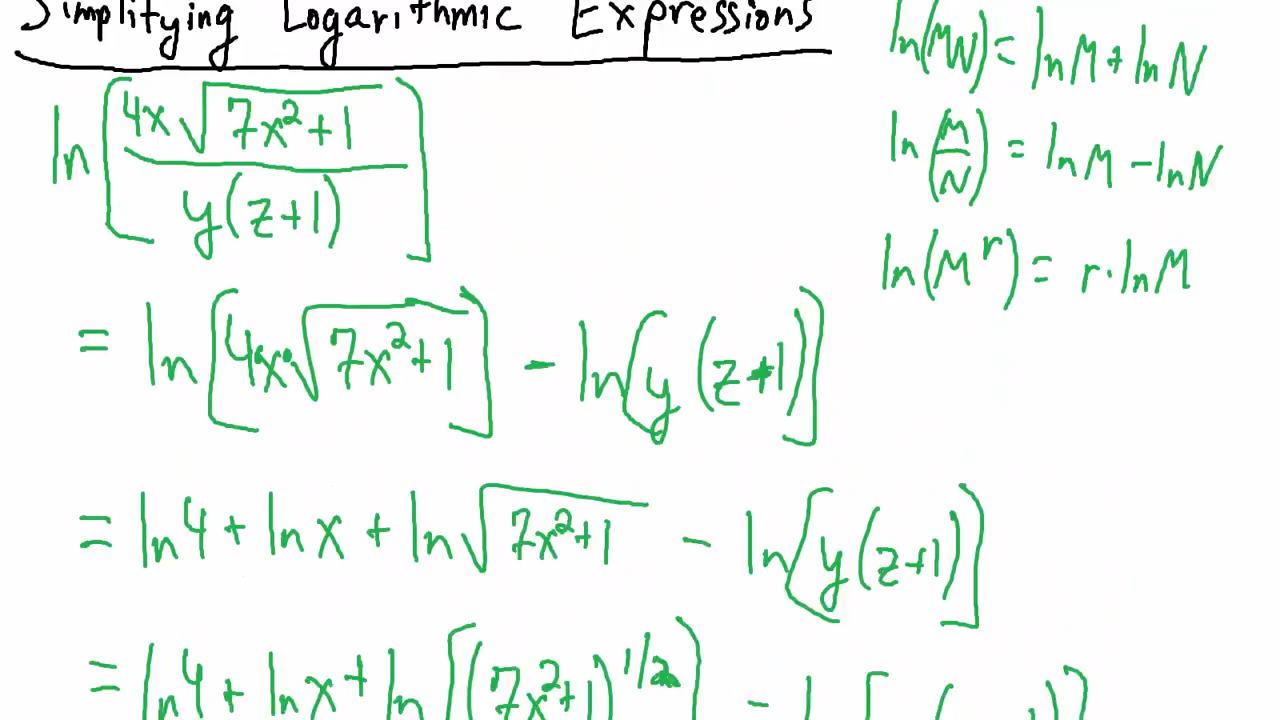 Simplifying Logarithmic Expressions
ln(MN) = ln M + ln N
ln(M/N) = ln M - ln N
ln(M^r) = r · ln M
ln[4x√(7x²+1) / y(z+1)]
= ln[4·x·√(7x²+1)] - ln[y(z+1)]
= ln 4 + ln x + ln√(7x²+1) - ln[y(z+1)]
= ln 4 + ln x + ln[(7x²+1)^1/2] -